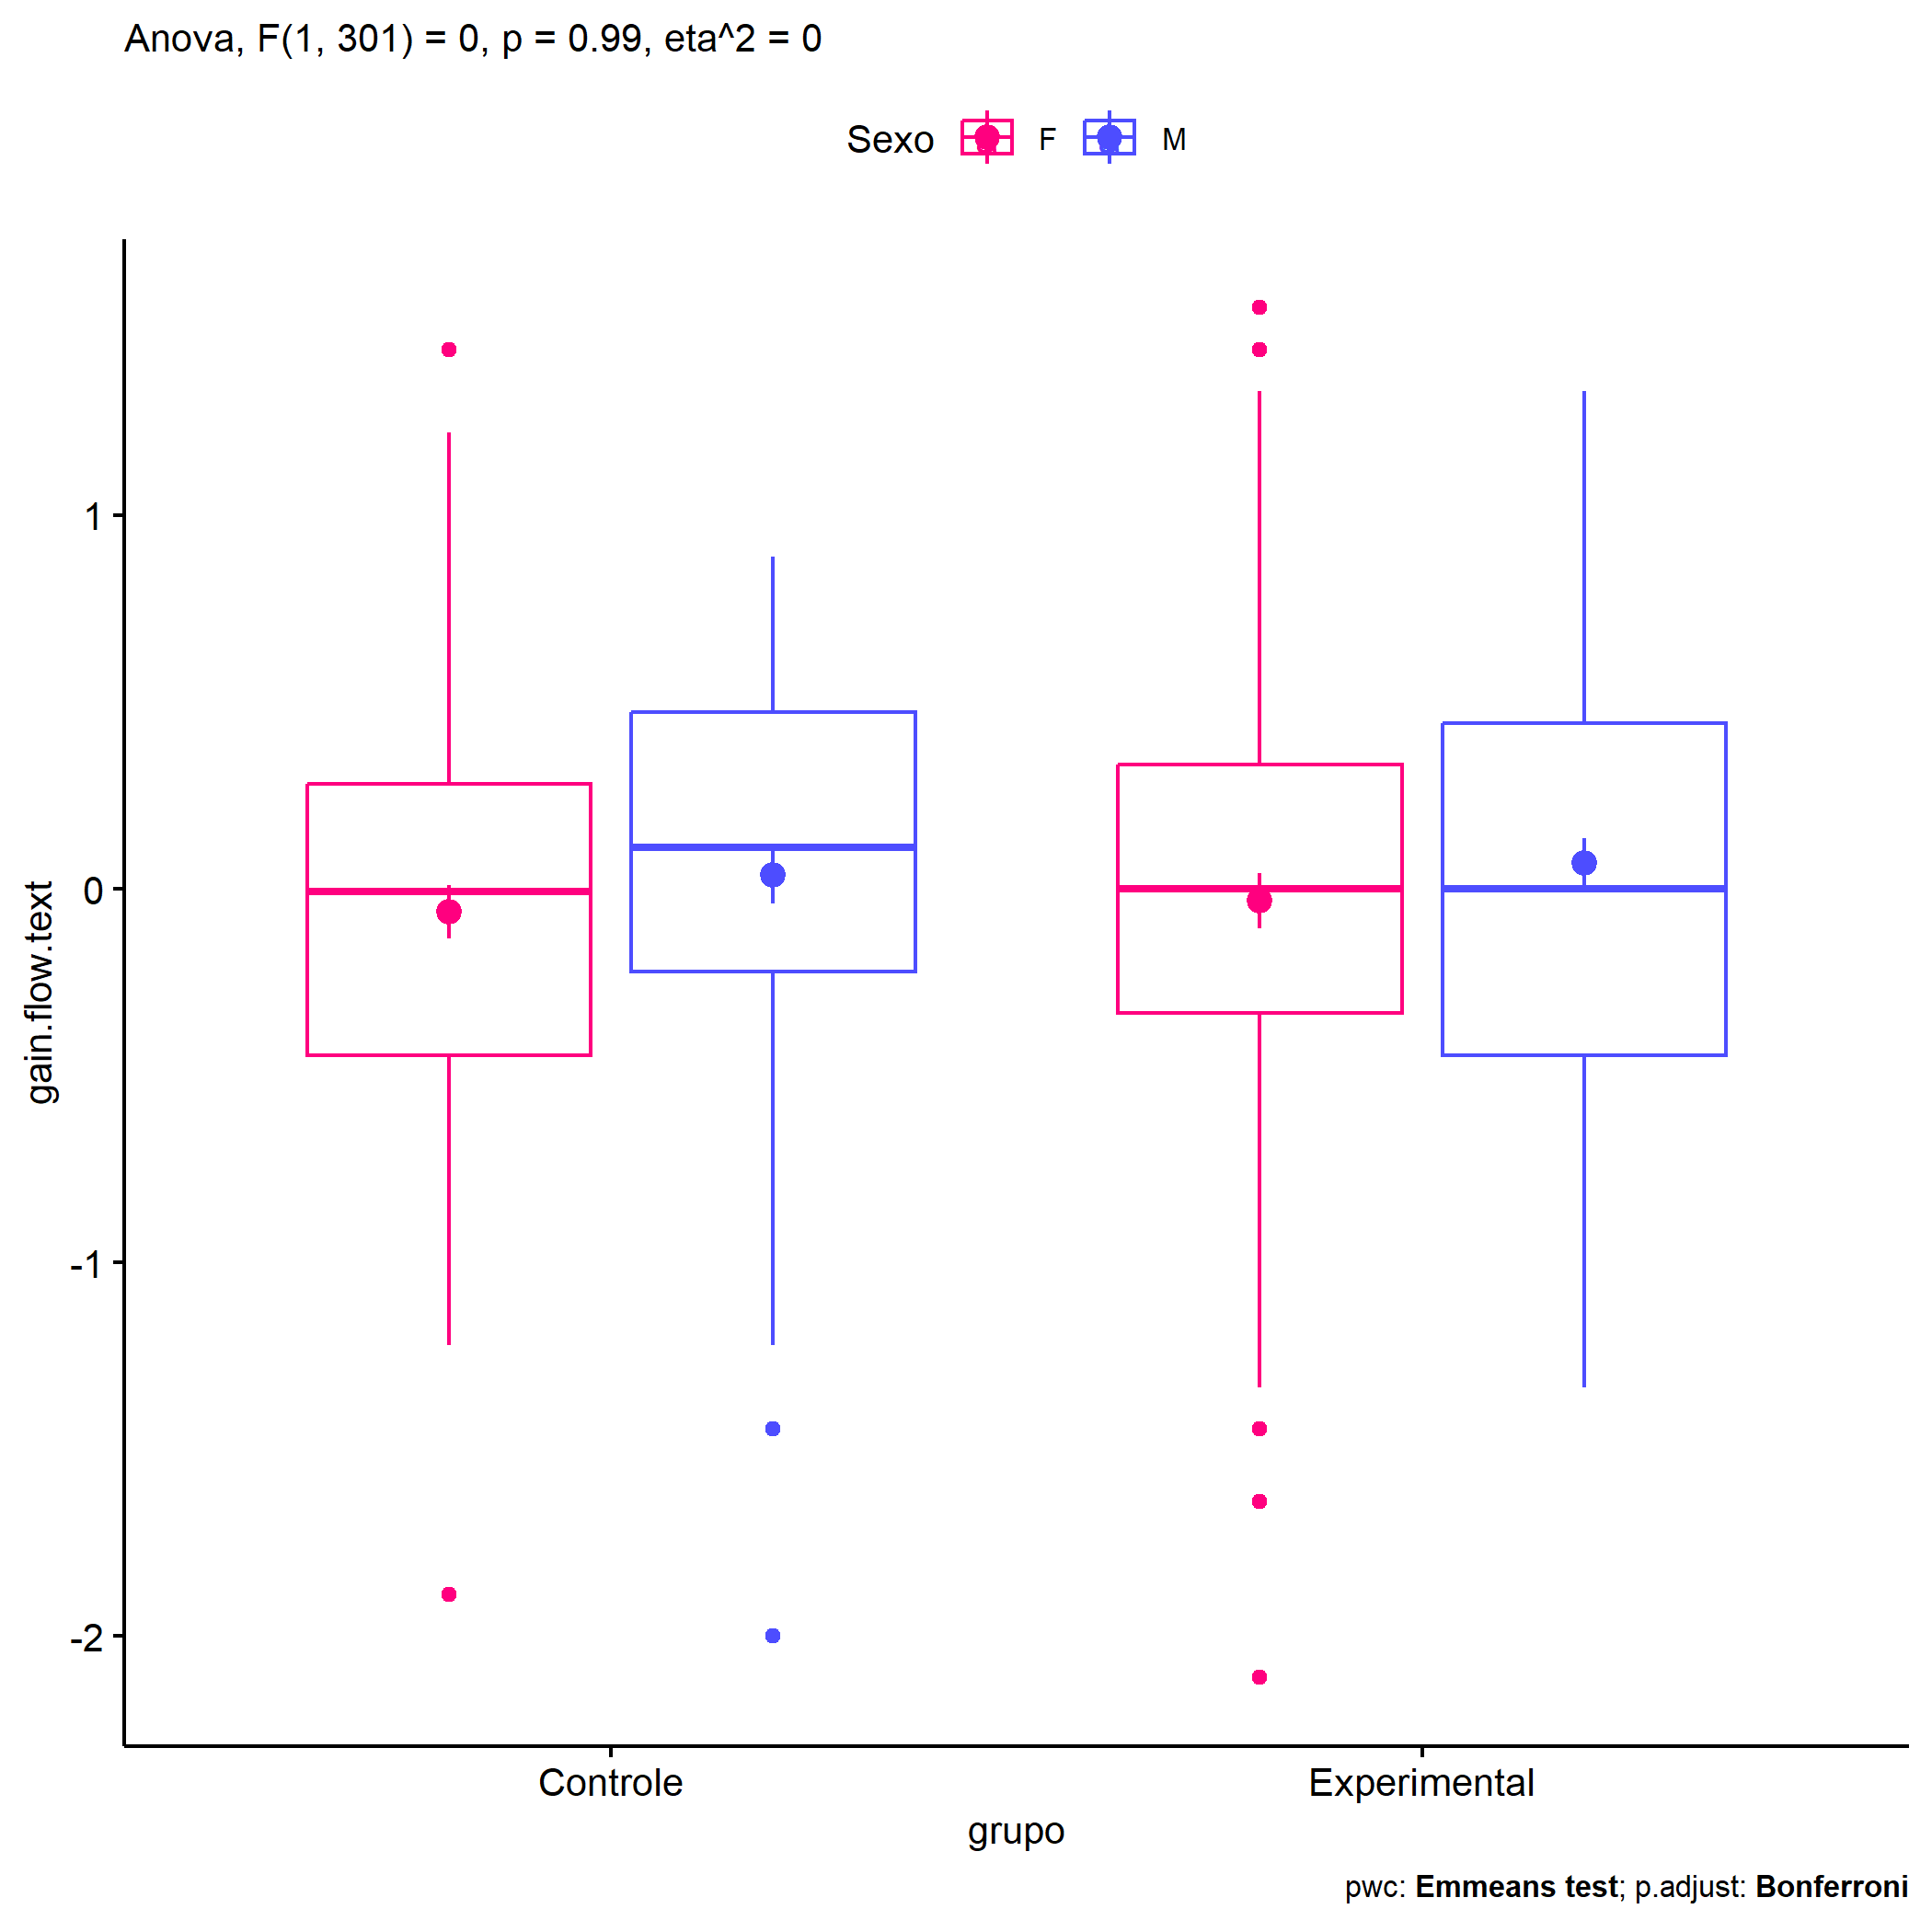 Anova, F(1, 301) = 0, p = 0.99, eta^2 = 0
Sexo F M
gain.flow.text
1
0
-1
-2
Controle Experimental
grupo
pwc: Emmeans test; p.adjust: Bonferroni